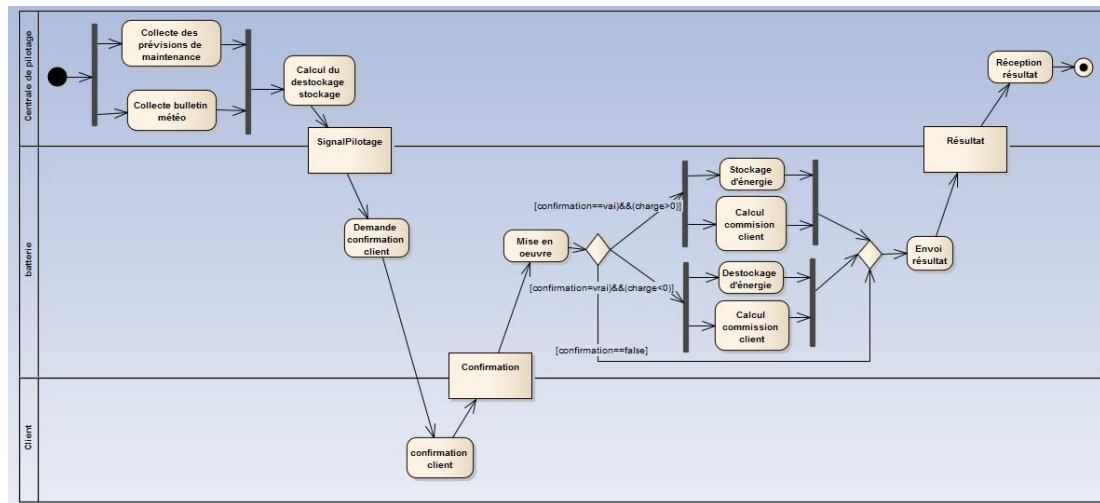 Centrale de pilotage
Collecte des
prévisions de
maintenance
Collecte bulletin
météo
Calcul du
destockage
stockage
SignalPilotage
Réception
résultat
Résultat
batterie
Demande
confirmation
client
Mise en
oeuvre
[confirmation==vai)&&(charge>0)]
Stockage
d'énergie
Calcul
commision
client
[confirmation=vrai)&&(charge<0)]
Destockage
d'énergie
Calcul
commission
client
[confirmation==false]
Envoi
résultat
Confirmation
Client
confirmation
client